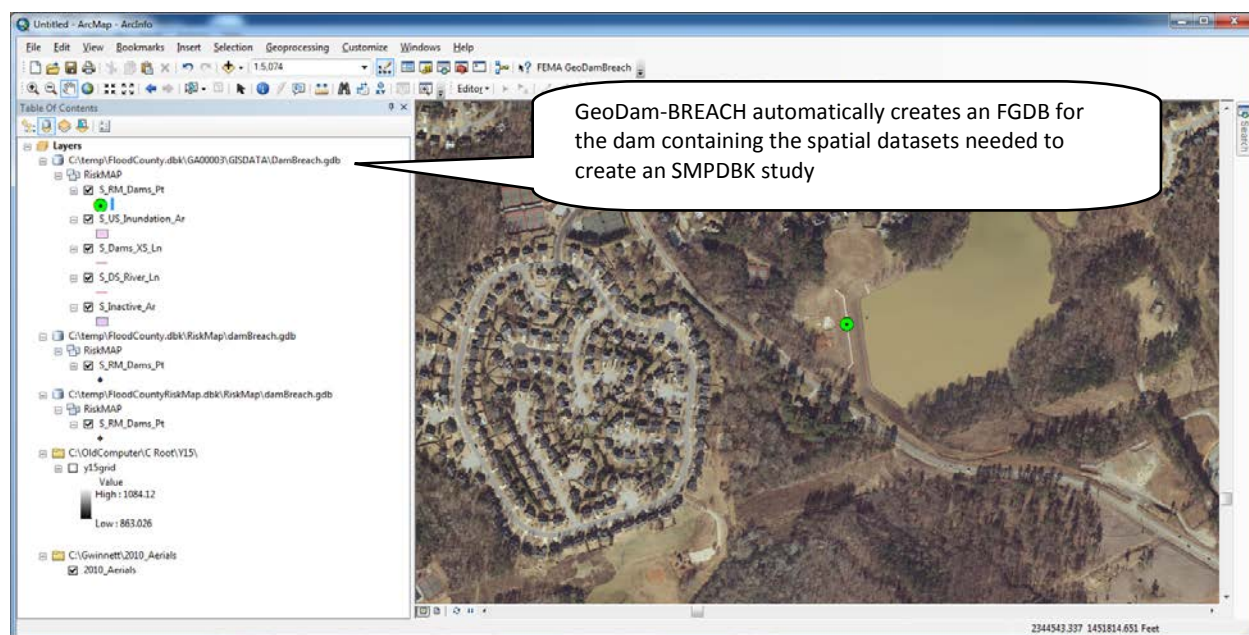 Untitled - ArcMap - ArcInfo
File Edit View Bookmarks Insert Selection Geoprocessing Customize Windows Help
1:5,074
FEMA GeoDamBreach
Editor
Table Of Contents
Layers
C:\temp\FloodCounty.dbk\GA00003\GISDATA\DamBreach.gdb
RiskMAP
S_RM_Dams_Pt
S_US_Inundation_Ar
S_Dams_XS_Ln
S_DS_River_Ln
S_Inactive_Ar
C:\temp\FloodCounty.dbk\RiskMap\damBreach.gdb
RiskMAP
S_RM_Dams_Pt
C:\temp\FloodCountyRiskMap.dbk\RiskMap\damBreach.gdb
RiskMAP
S_RM_Dams_Pt
C:\OldComputer\C Root\Y15\
y15grid
Value
High : 1084.12
Low : 863.026
C:\Gwinnett\2010_Aerials
2010_Aerials
GeoDam-BREACH automatically creates an FGDB for
the dam containing the spatial datasets needed to
create an SMPDBK study
Search
2344543.337 1451814.651 Feet